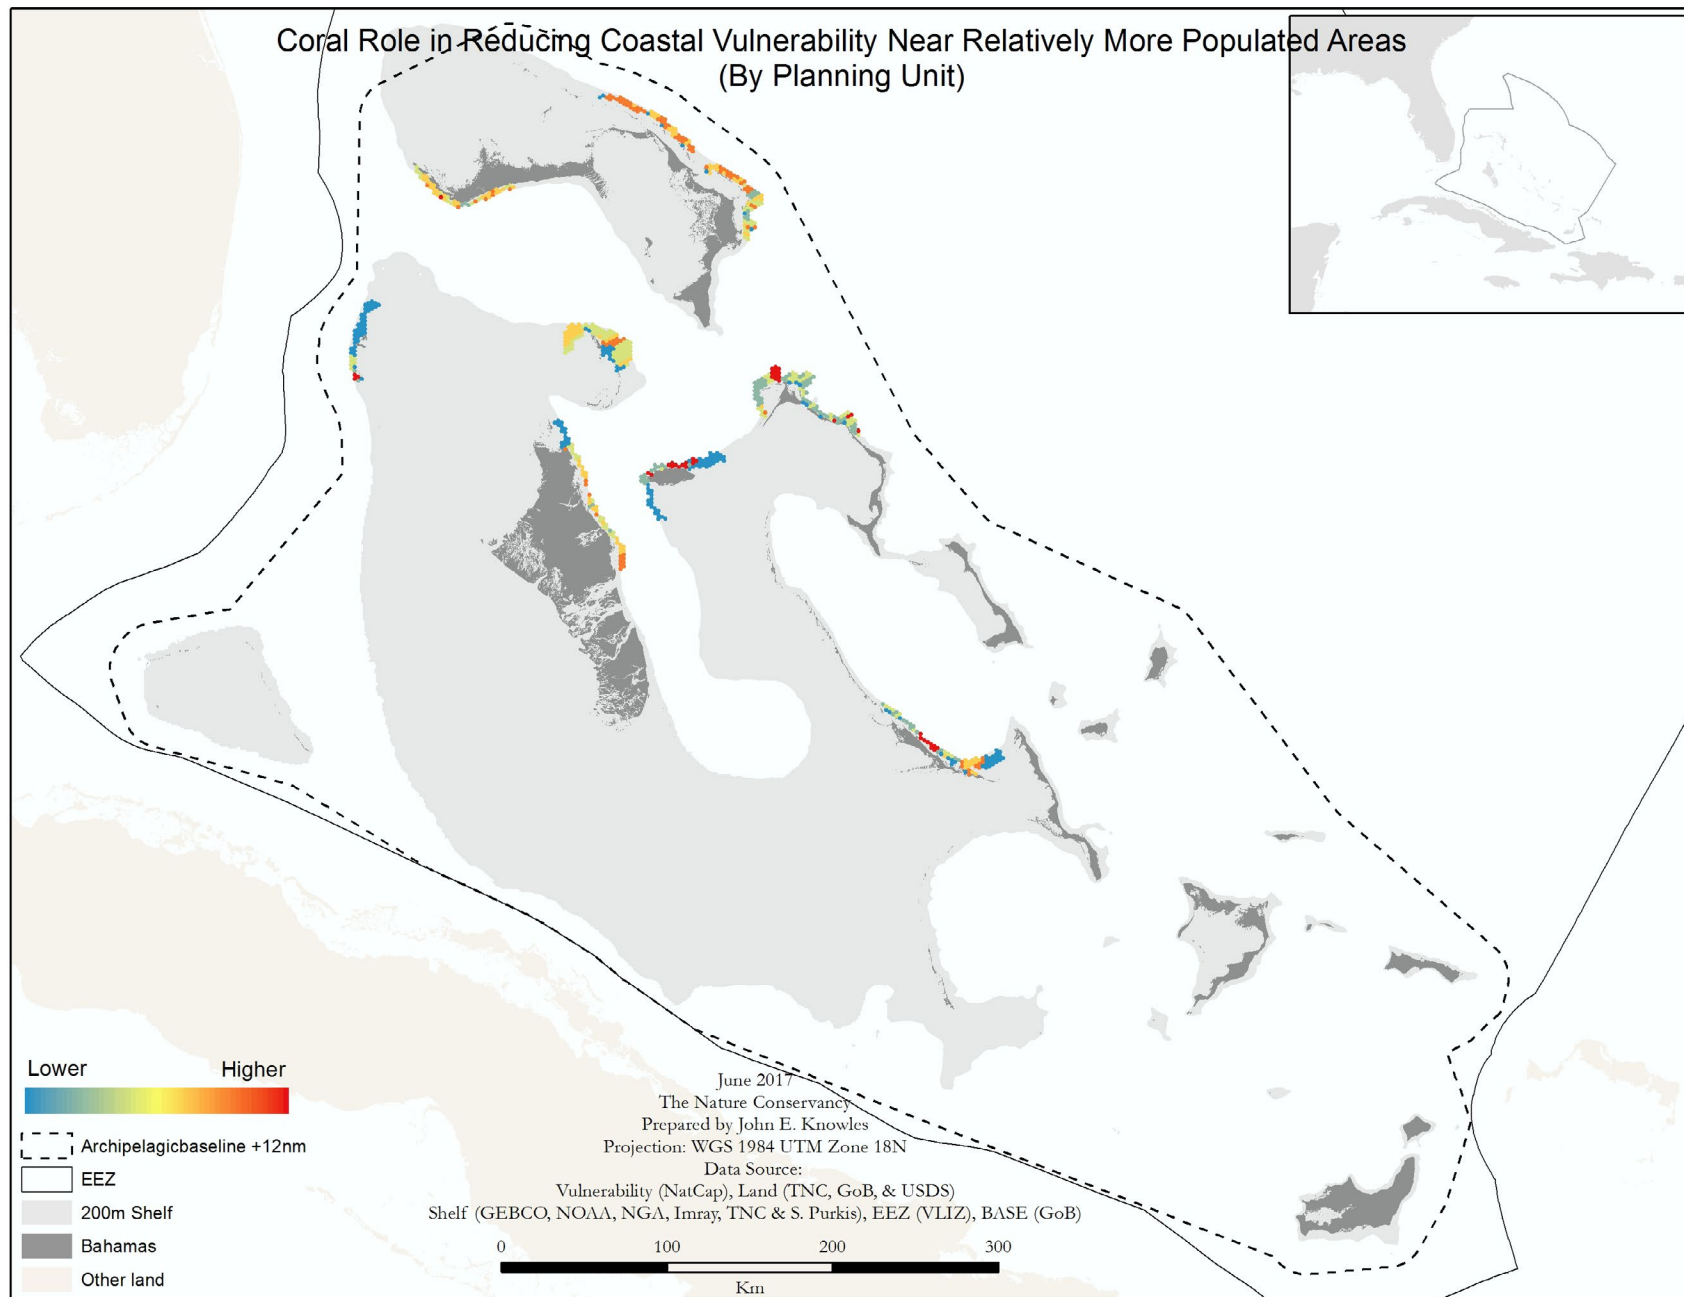 Coral Role in Reducing Coastal Vulnerability Near Relatively More Populated Areas
(By Planning Unit)
Lower Higher
Archipelagicbaseline +12nm
EEZ
200m Shelf
Bahamas
Other land
June 2017
The Nature Conservancy
Prepared by John E. Knowles
Projection: WGS 1984 UTM Zone 18N
Data Source:
Vulnerability (NatCap), Land (TNC, GoB, & USDS)
Shelf (GEBCO, NOAA, NGA, Imray, TNC & S. Purkis), EEZ (VLIZ), BASE (GoB)
0 100 200 300
Km